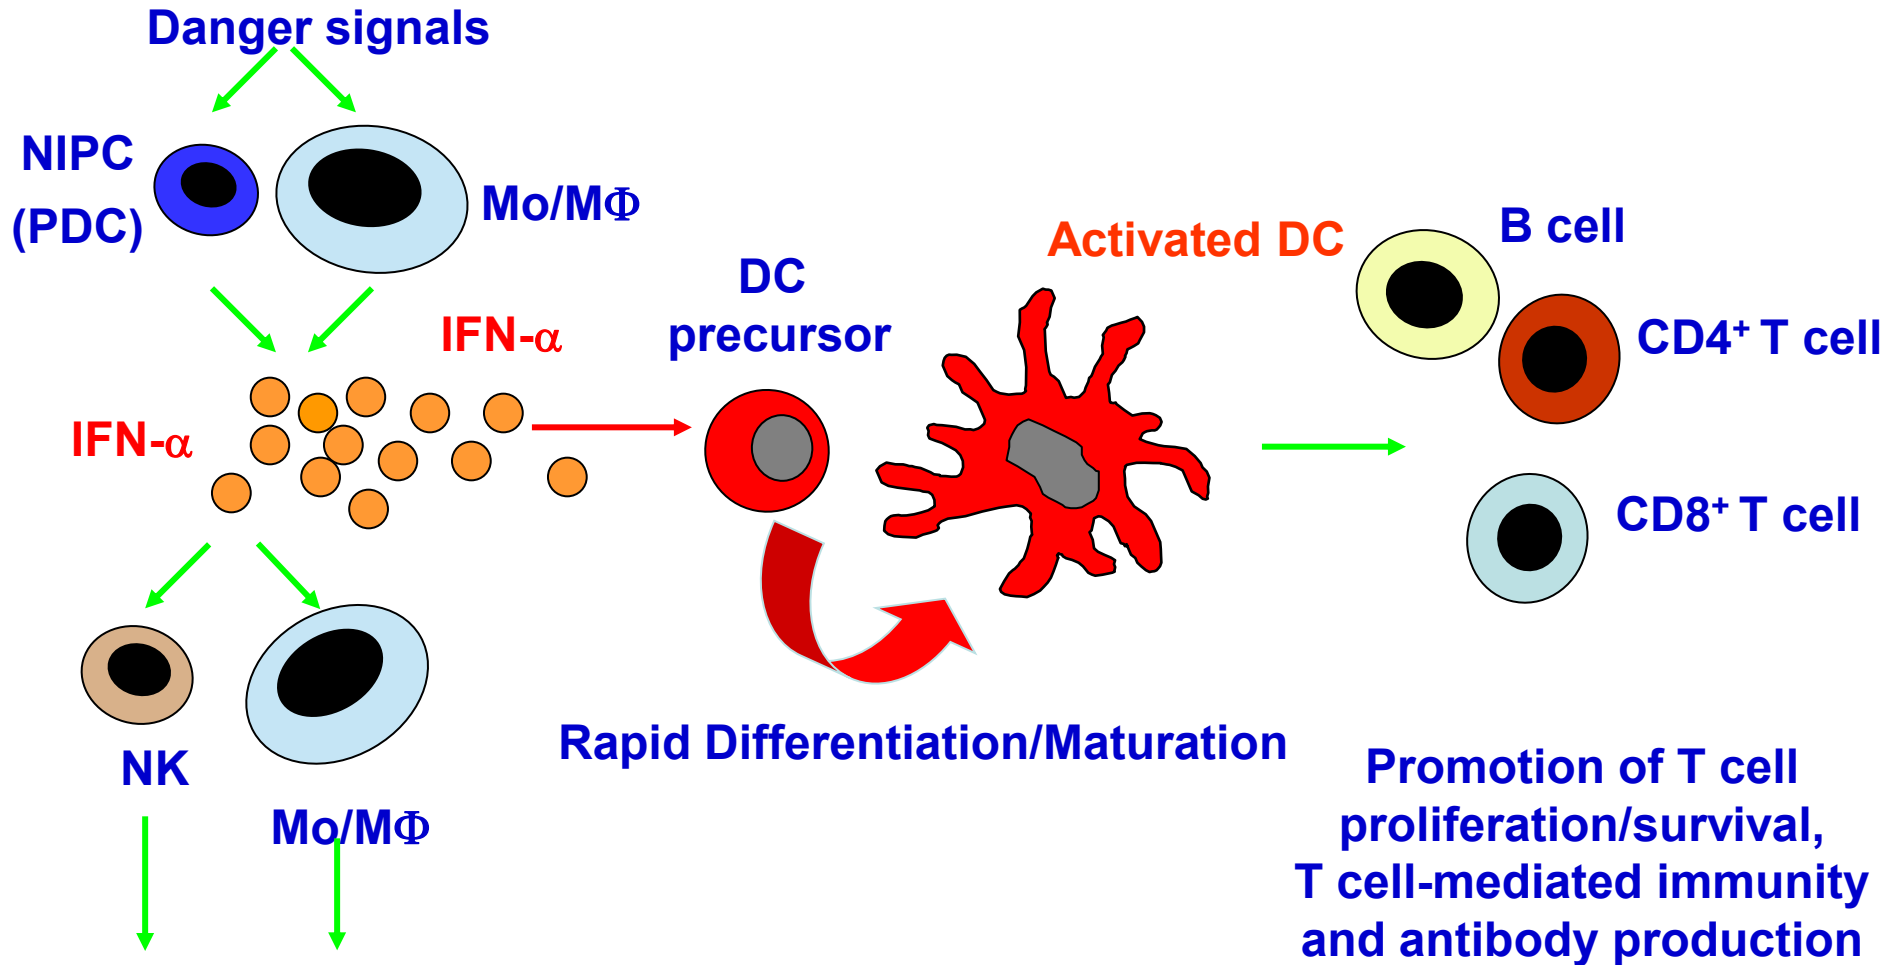 Danger signals
NIPC
(PDC)
Mo/MΦ
IFN-α
IFN-α
DC
precursor
Activated DC
B cell
CD4⁺ T cell
CD8⁺ T cell
NK
Mo/MΦ
Rapid Differentiation/Maturation
Promotion of T cell
proliferation/survival,
T cell-mediated immunity
and antibody production